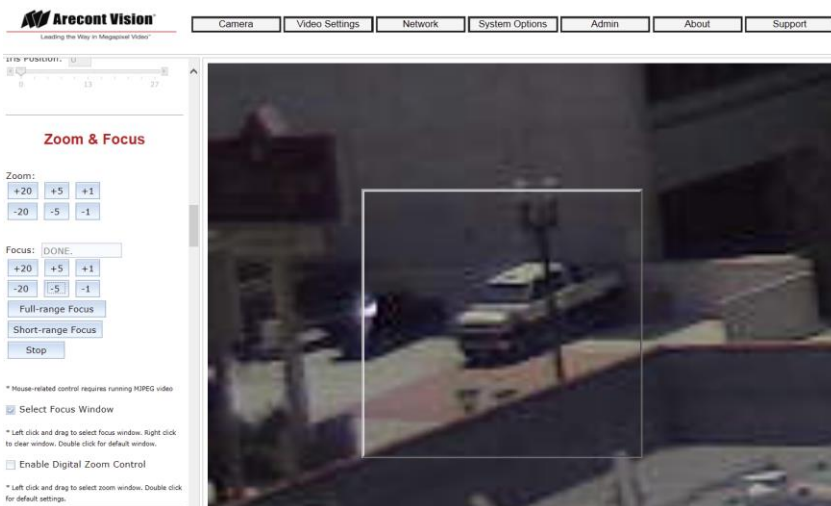 Arecont Vision®
Leading the Way in Megapixel Video™
Camera
Video Settings
Network
System Options
Admin
About
Support
Iris Position: 0
0 13 27
Zoom & Focus
Zoom:
+20 +5 +1
-20 -5 -1
Focus: DONE.
+20 +5 +1
-20 -5 -1
Full-range Focus
Short-range Focus
Stop
* Mouse-related control requires running MJPEG video
Select Focus Window
* Left click and drag to select focus window. Right click
to clear window. Double click for default window.
Enable Digital Zoom Control
* Left click and drag to select zoom window. Double click
for default settings.